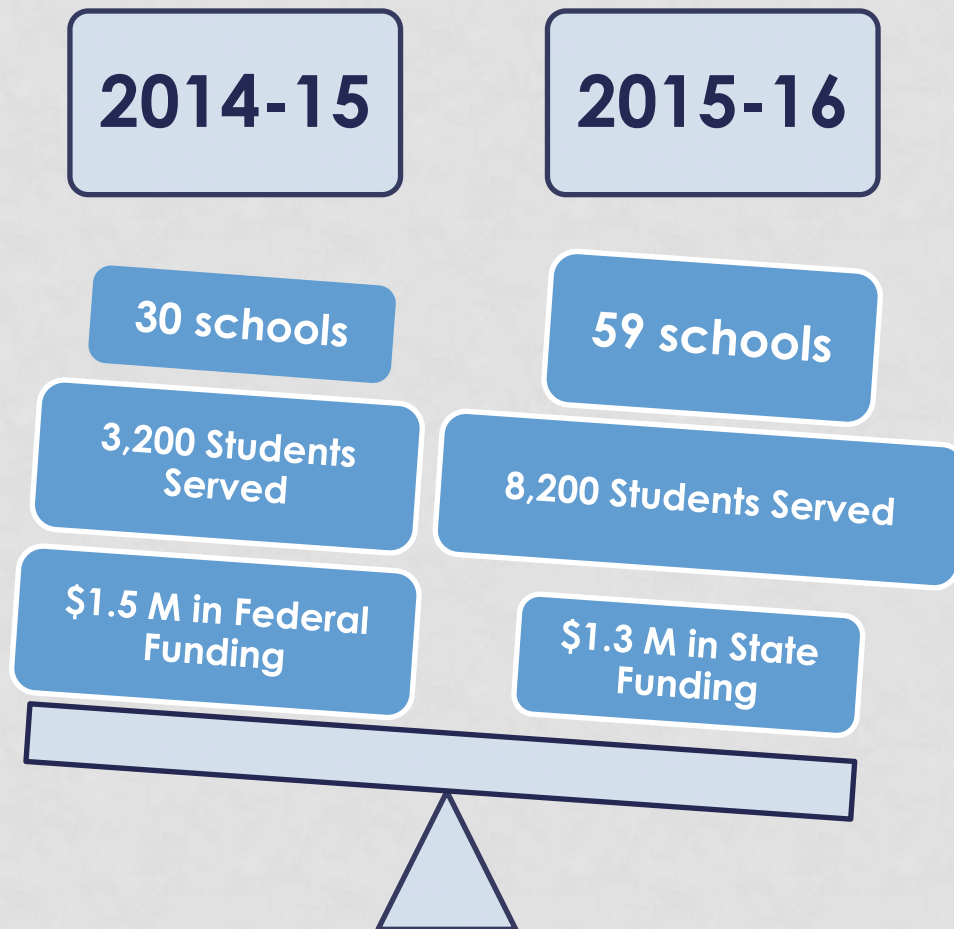 2014-15
30 schools
3,200 Students
Served
$1.5 M in Federal
Funding
2015-16
59 schools
8,200 Students Served
$1.3 M in State
Funding